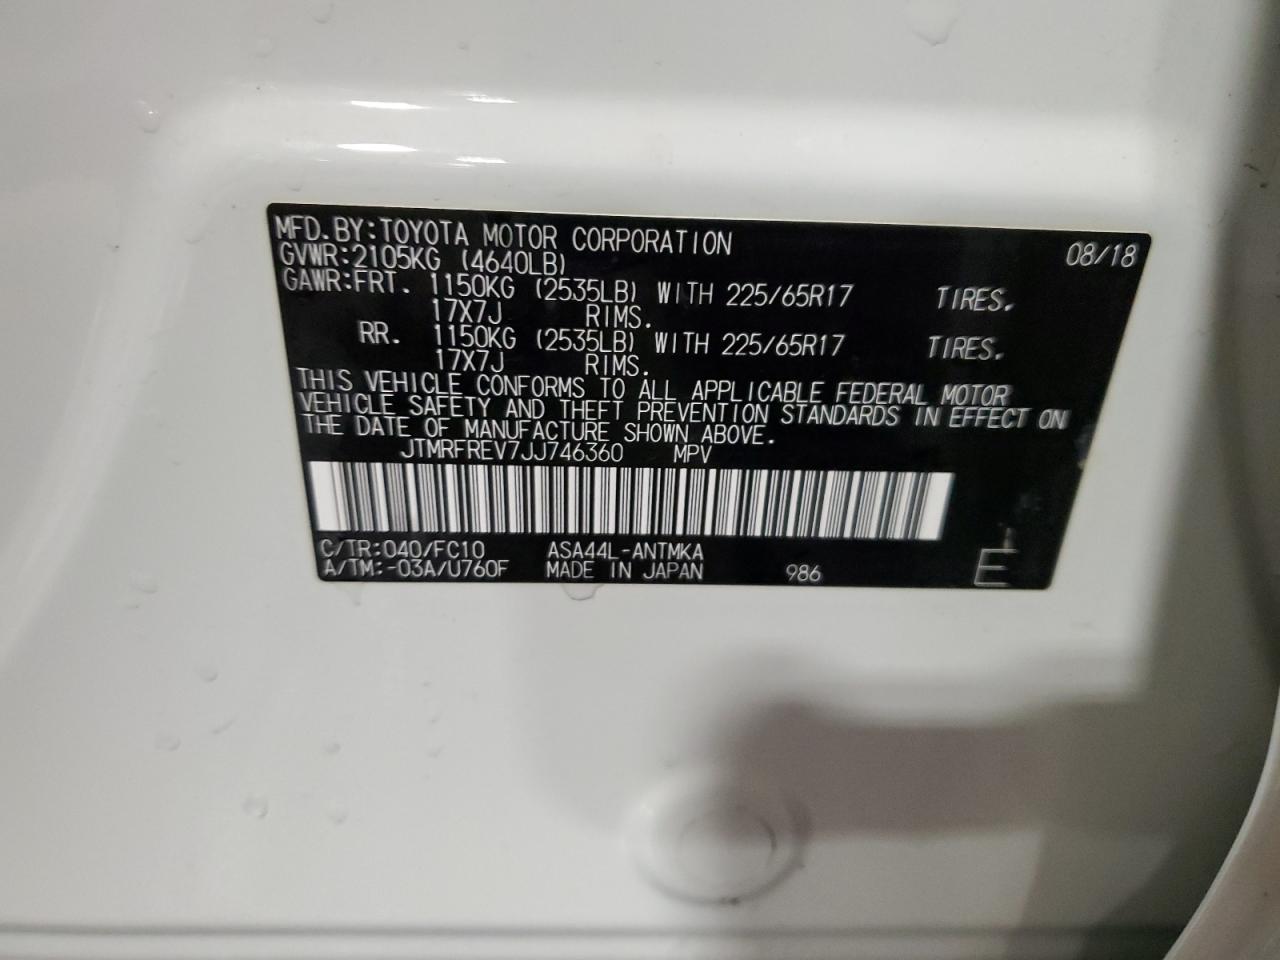 MFD.BY:TOYOTA MOTOR CORPORATION 08/18
GVWR:2105KG (4640LB)
GAWR:FRT. 1150KG (2535LB) WITH 225/65R17 TIRES.
17X7J RIMS.
RR. 1150KG (2535LB) WITH 225/65R17 TIRES.
17X7J RIMS.
THIS VEHICLE CONFORMS TO ALL APPLICABLE FEDERAL MOTOR
VEHICLE SAFETY AND THEFT PREVENTION STANDARDS IN EFFECT ON
THE DATE OF MANUFACTURE SHOWN ABOVE.
JTMRFREV7JJ746360 MPV
C/TR:040/FC10 ASA44L-ANTMKA
A/TM:-03A/U760F MADE IN JAPAN 986 E